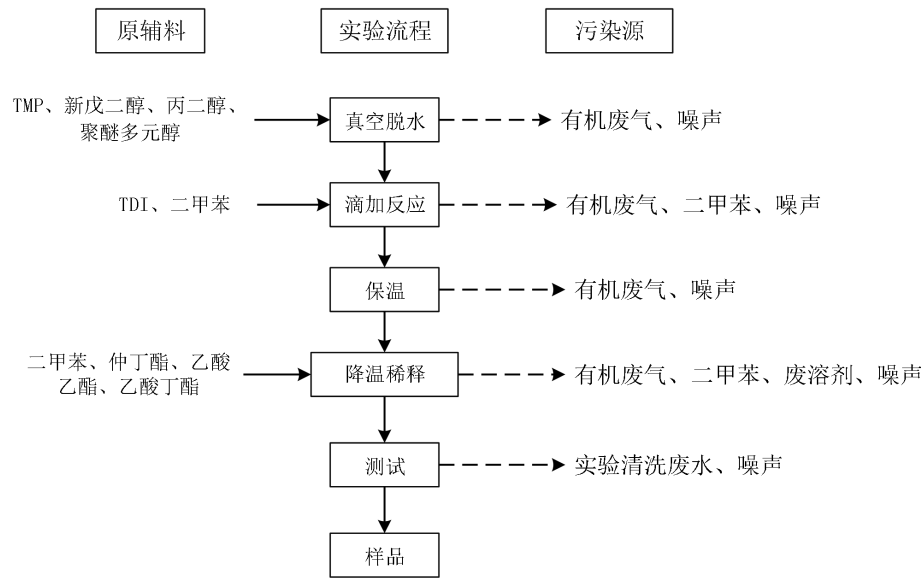 原辅料
实验流程
污染源
TMP、新戊二醇、丙二醇、
聚醚多元醇
真空脱水
有机废气、噪声
TDI、二甲苯
滴加反应
有机废气、二甲苯、噪声
保温
有机废气、噪声
二甲苯、仲丁酯、乙酸
乙酯、乙酸丁酯
降温稀释
有机废气、二甲苯、废溶剂、噪声
测试
实验清洗废水、噪声
样品